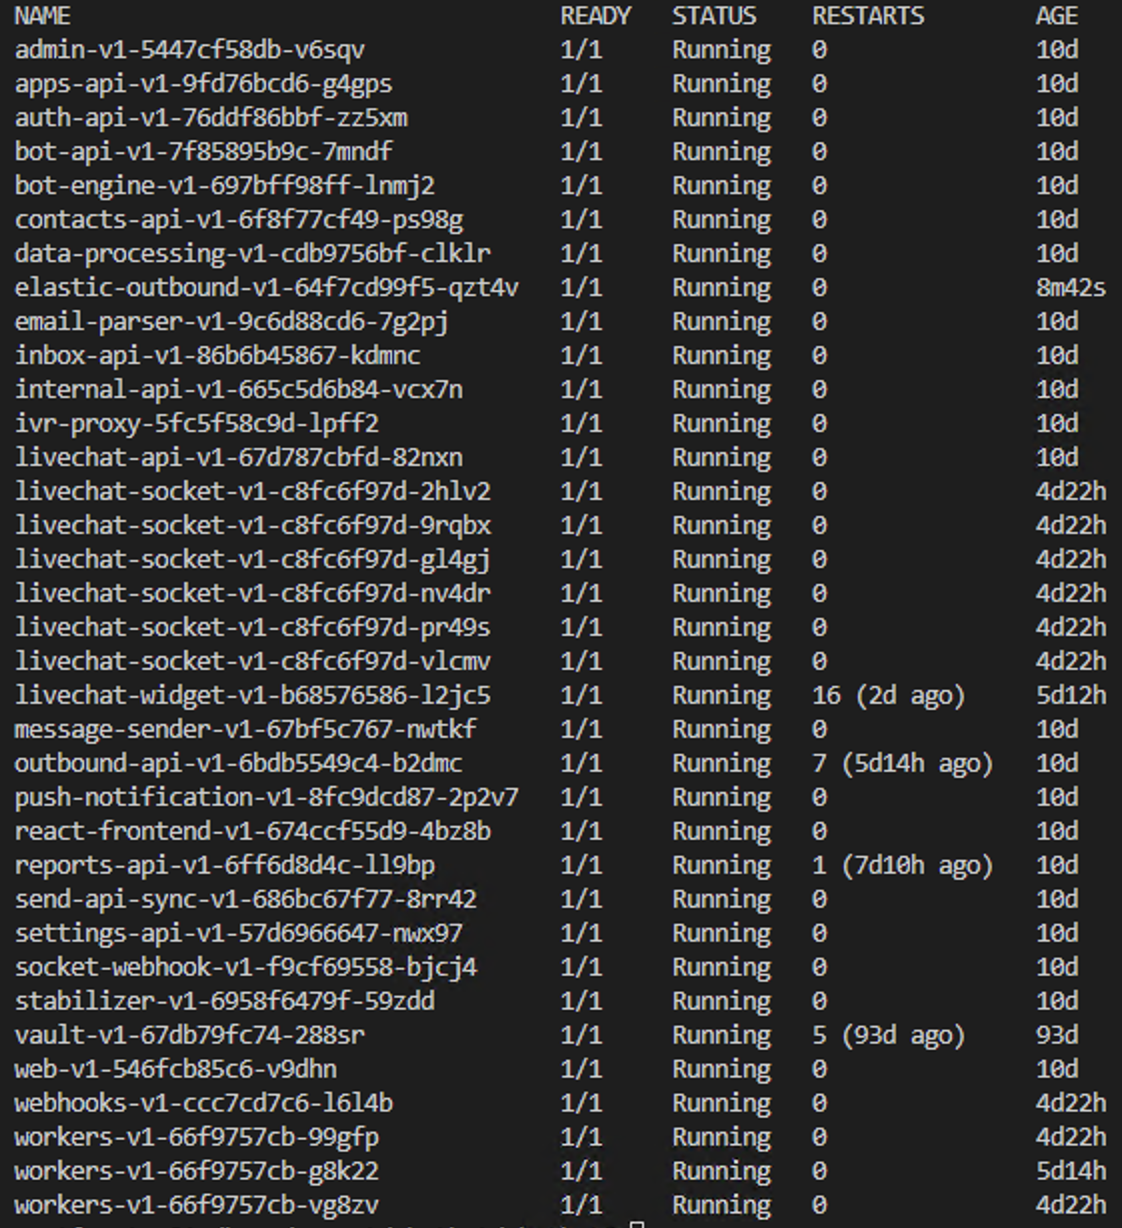 NAME READY STATUS RESTARTS AGE
admin-v1-5447cf58db-v6sqv 1/1 Running 0 10d
apps-api-v1-9fd76bcd6-g4gps 1/1 Running 0 10d
auth-api-v1-76ddf86bbf-zz5xm 1/1 Running 0 10d
bot-api-v1-7f85895b9c-7mndf 1/1 Running 0 10d
bot-engine-v1-697bff98ff-lnmj2 1/1 Running 0 10d
contacts-api-v1-6f8f77cf49-ps98g 1/1 Running 0 10d
data-processing-v1-cdb9756bf-clklr 1/1 Running 0 10d
elastic-outbound-v1-64f7cd99f5-qzt4v 1/1 Running 0 8m42s
email-parser-v1-9c6d88cd6-7g2pj 1/1 Running 0 10d
inbox-api-v1-86b6b45867-kdmnc 1/1 Running 0 10d
internal-api-v1-665c5d6b84-vcx7n 1/1 Running 0 10d
ivr-proxy-5fc5f58c9d-lpff2 1/1 Running 0 10d
livechat-api-v1-67d787cbfd-82nxn 1/1 Running 0 10d
livechat-socket-v1-c8fc6f97d-2hlv2 1/1 Running 0 4d22h
livechat-socket-v1-c8fc6f97d-9rqbx 1/1 Running 0 4d22h
livechat-socket-v1-c8fc6f97d-gl4gj 1/1 Running 0 4d22h
livechat-socket-v1-c8fc6f97d-nv4dr 1/1 Running 0 4d22h
livechat-socket-v1-c8fc6f97d-pr49s 1/1 Running 0 4d22h
livechat-socket-v1-c8fc6f97d-vlcmv 1/1 Running 0 4d22h
livechat-widget-v1-b68576586-l2jc5 1/1 Running 16 (2d ago) 5d12h
message-sender-v1-67bf5c767-nwtkf 1/1 Running 0 10d
outbound-api-v1-6bdb5549c4-b2dmc 1/1 Running 7 (5d14h ago) 10d
push-notification-v1-8fc9dcd87-2p2v7 1/1 Running 0 10d
react-frontend-v1-674ccf55d9-4bz8b 1/1 Running 0 10d
reports-api-v1-6ff6d8d4c-ll9bp 1/1 Running 1 (7d10h ago) 10d
send-api-sync-v1-686bc67f77-8rr42 1/1 Running 0 10d
settings-api-v1-57d6966647-nwx97 1/1 Running 0 10d
socket-webhook-v1-f9cf69558-bjcj4 1/1 Running 0 10d
stabilizer-v1-6958f6479f-59zdd 1/1 Running 0 10d
vault-v1-67db79fc74-288sr 1/1 Running 5 (93d ago) 93d
web-v1-546fcb85c6-v9dhn 1/1 Running 0 10d
webhooks-v1-ccc7cd7c6-l6l4b 1/1 Running 0 4d22h
workers-v1-66f9757cb-99gfp 1/1 Running 0 4d22h
workers-v1-66f9757cb-g8k22 1/1 Running 0 5d14h
workers-v1-66f9757cb-vg8zv 1/1 Running 0 4d22h